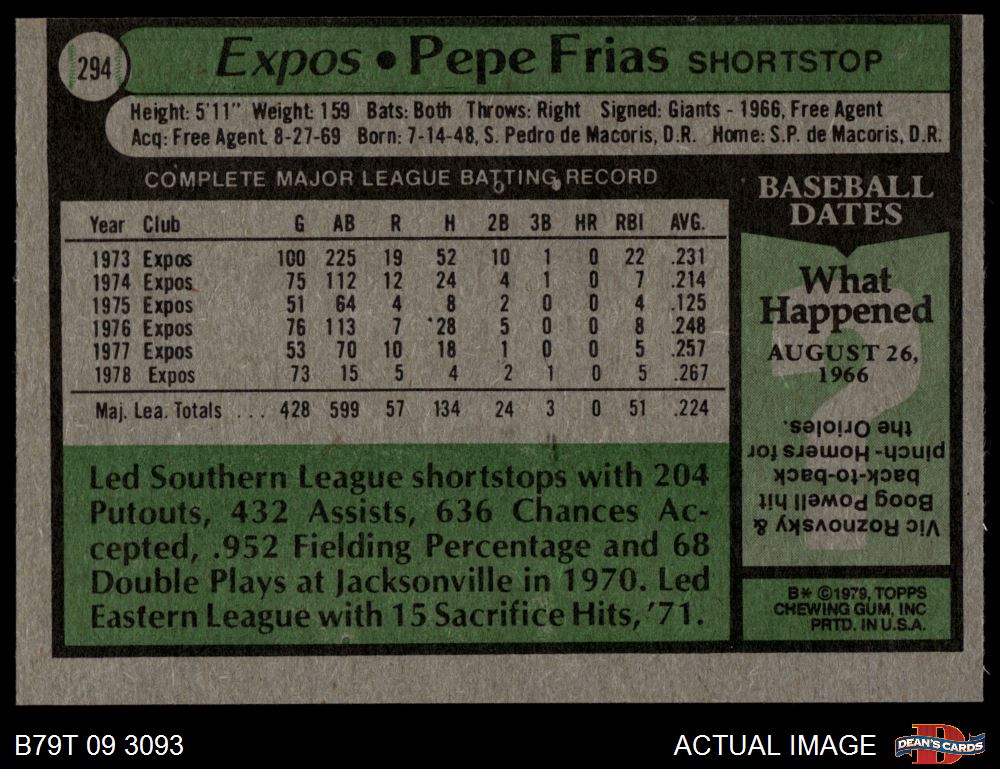 294
Expos • Pepe Frias SHORTSTOP
Height: 5'11" Weight: 159 Bats: Both Throws: Right Signed: Giants - 1966, Free Agent
Acq: Free Agent 8-27-69 Born: 7-14-48, S. Pedro de Macoris, D.R. Home: S.P. de Macoris, D.R.
COMPLETE MAJOR LEAGUE BATTING RECORD
Year Club G AB R H 2B 3B HR RBI AVG.
1973 Expos 100 225 19 52 10 1 0 22 .231
1974 Expos 75 112 12 24 4 1 0 7 .214
1975 Expos 51 64 4 8 2 0 0 4 .125
1976 Expos 76 113 7 28 5 0 0 8 .248
1977 Expos 53 70 10 18 1 0 0 5 .257
1978 Expos 73 15 5 4 2 1 0 5 .267
Maj. Lea. Totals ... 428 599 57 134 24 3 0 51 .224
Led Southern League shortstops with 204
Putouts, 432 Assists, 636 Chances Ac-
cepted, .952 Fielding Percentage and 68
Double Plays at Jacksonville in 1970. Led
Eastern League with 15 Sacrifice Hits, '71.
BASEBALL
DATES
What
Happened
AUGUST 26,
1966
Vic Roznovsky &
Boog Powell hit
back-to-back
pinch-Homers for
the Orioles.
B* ©1979, TOPPS
CHEWING GUM, INC
PRTD. IN U.S.A.
B79T 09 3093
ACTUAL IMAGE
D
DEAN'S CARDS